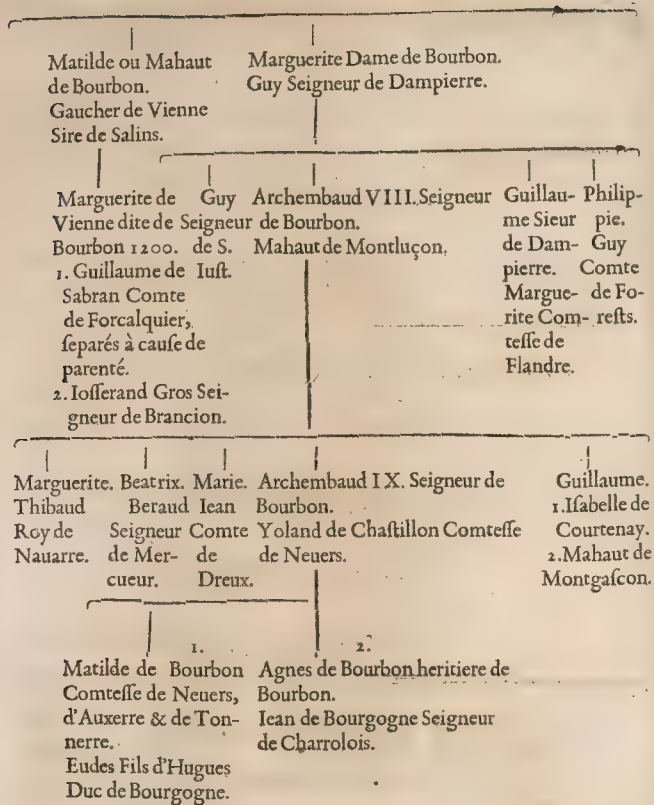 Matilde ou Mahaut
de Bourbon.
Gaucher de Vienne
Sire de Salins.
Marguerite Dame de Bourbon.
Guy Seigneur de Dampierre.
Marguerite de
Vienne dite de
Bourbon 1200.
1. Guillaume de
Sabran Comte
de Forcalquier,
ſeparés à cauſe de
parenté.
2. Ioſſerand Gros Sei-
gneur de Brancion.
Guy
Seigneur
de S.
Iuſt.
Archembaud VIII. Seigneur
de Bourbon.
Mahaut de Montluçon.
Guillau-
me Sieur
de Dam-
pierre.
Margue-
rite Com-
teſſe de
Flandre.
Philip-
pie.
Guy
Comte
de Fo-
reſts.
Marguerite.
Thibaud
Roy de
Nauarre.
Beatrix.
Beraud
Seigneur
de Mer-
cueur.
Marie.
Iean
Comte
de
Dreux.
Archembaud IX. Seigneur de
Bourbon.
Yoland de Chaſtillon Comteſſe
de Neuers.
Guillaume.
1. Iſabelle de
Courtenay.
2. Mahaut de
Montgaſcon.
1.
Matilde de Bourbon
Comteſſe de Neuers,
d'Auxerre & de Ton-
nerre.
Eudes Fils d'Hugues
Duc de Bourgogne.
2.
Agnes de Bourbon heritiere de
Bourbon.
Iean de Bourgogne Seigneur
de Charrolois.